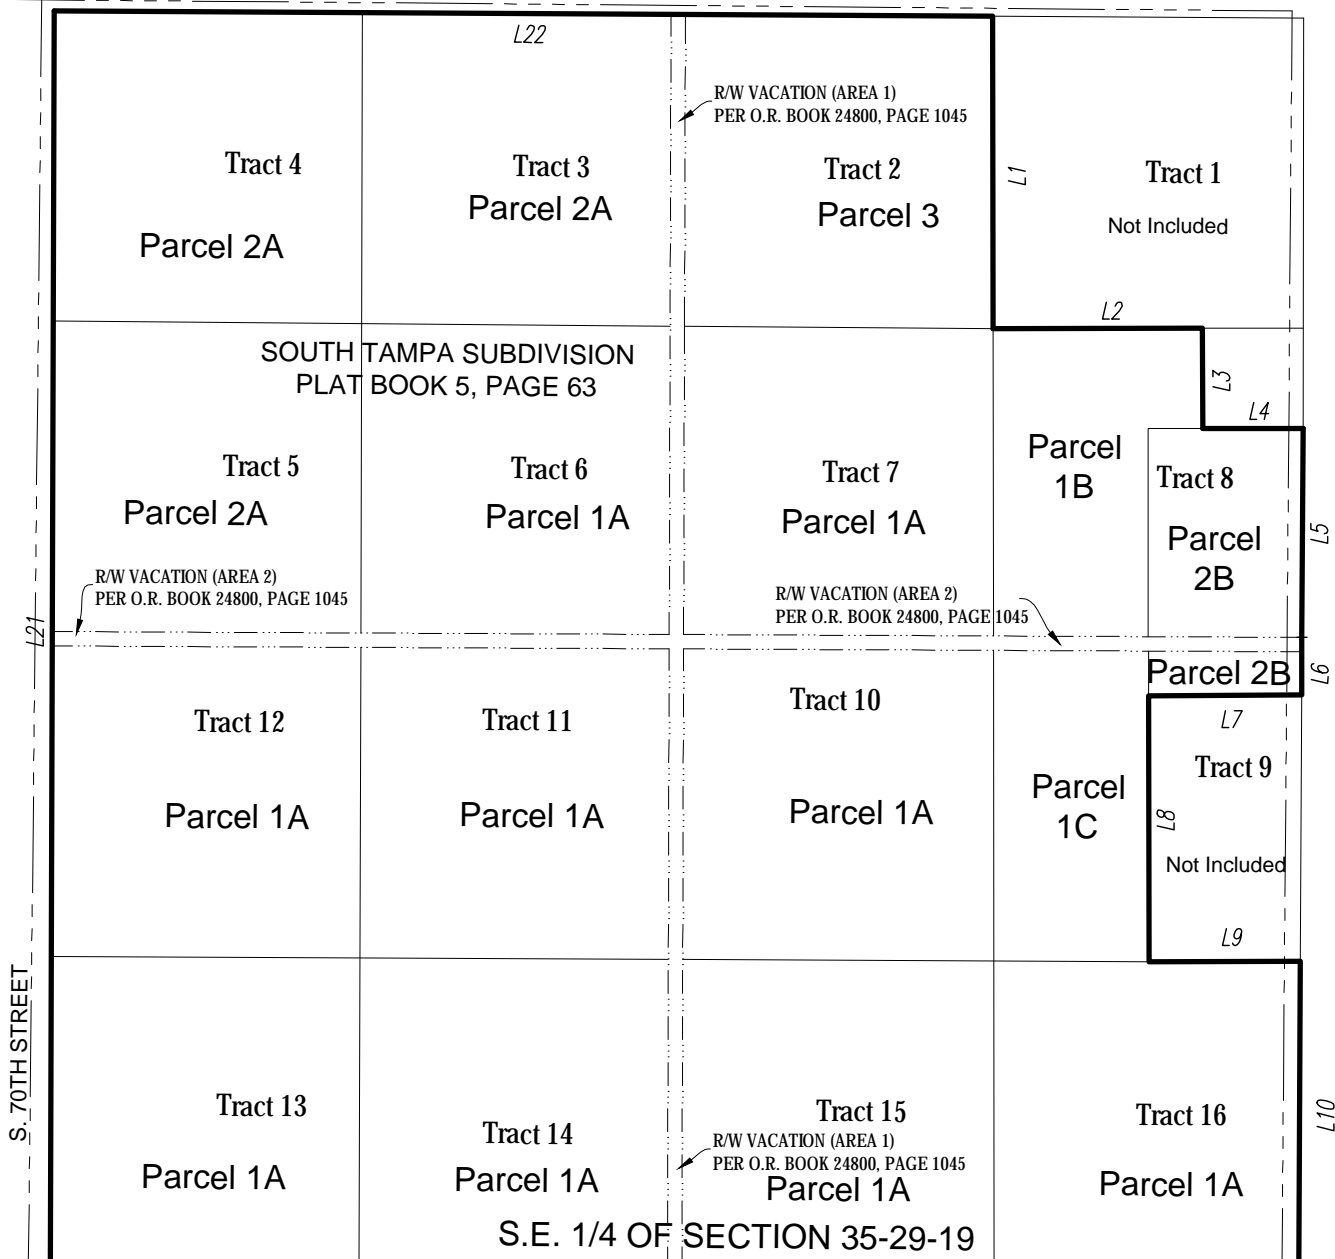 L22
R/W VACATION (AREA 1)
PER O.R. BOOK 24800, PAGE 1045
Tract 4
Parcel 2A
Tract 3
Parcel 2A
Tract 2
Parcel 3
L1
Tract 1
Not Included
L2
SOUTH TAMPA SUBDIVISION
PLAT BOOK 5, PAGE 63
L3
L4
Tract 5
Parcel 2A
Tract 6
Parcel 1A
Tract 7
Parcel 1A
Parcel
1B
Tract 8
Parcel
2B
L5
R/W VACATION (AREA 2)
PER O.R. BOOK 24800, PAGE 1045
R/W VACATION (AREA 2)
PER O.R. BOOK 24800, PAGE 1045
L21
Parcel 2B
L6
L7
Tract 12
Parcel 1A
Tract 11
Parcel 1A
Tract 10
Parcel 1A
Parcel
1C
L8
Tract 9
Not Included
L9
S. 70TH STREET
Tract 13
Parcel 1A
Tract 14
Parcel 1A
Tract 15
R/W VACATION (AREA 1)
PER O.R. BOOK 24800, PAGE 1045
Parcel 1A
Tract 16
Parcel 1A
L10
S.E. 1/4 OF SECTION 35-29-19